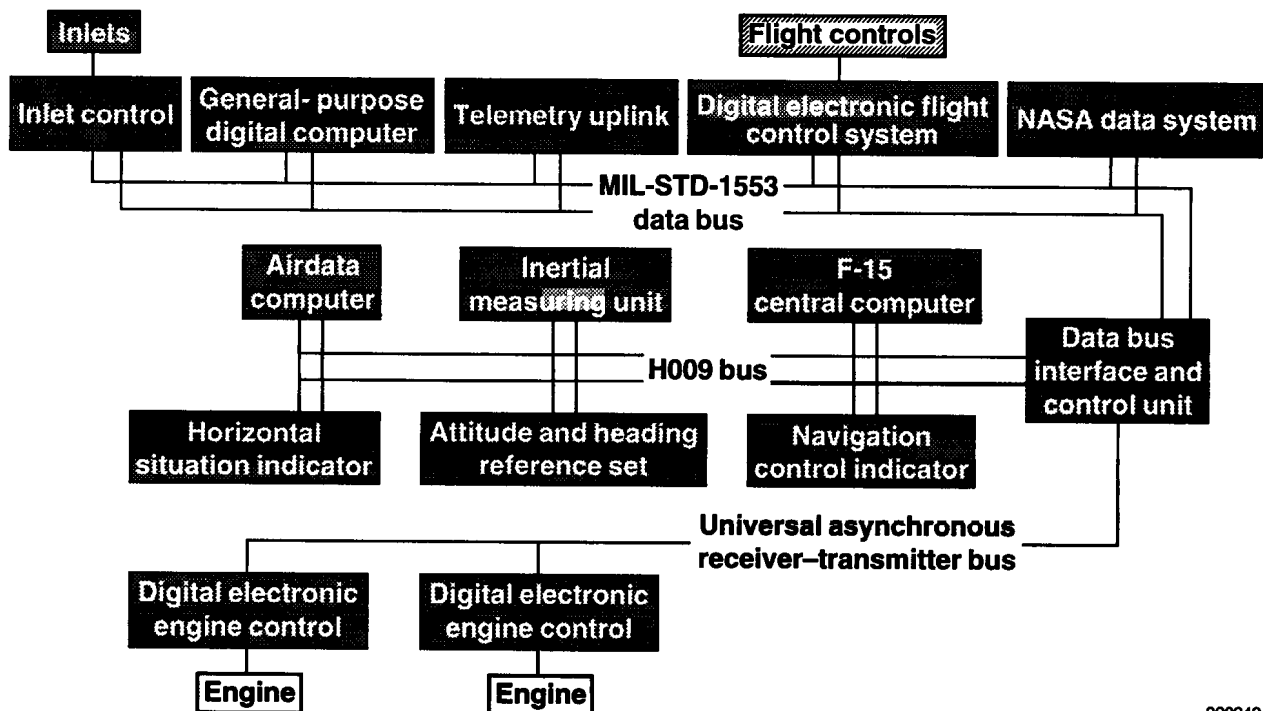 Inlets
Flight controls
Inlet control
General- purpose
digital computer
Telemetry uplink
Digital electronic flight
control system
NASA data system
MIL-STD-1553
data bus
Airdata
computer
Inertial
measuring unit
F-15
central computer
Data bus
interface and
control unit
H009 bus
Horizontal
situation indicator
Attitude and heading
reference set
Navigation
control indicator
Universal asynchronous
receiver–transmitter bus
Digital electronic
engine control
Digital electronic
engine control
Engine
Engine